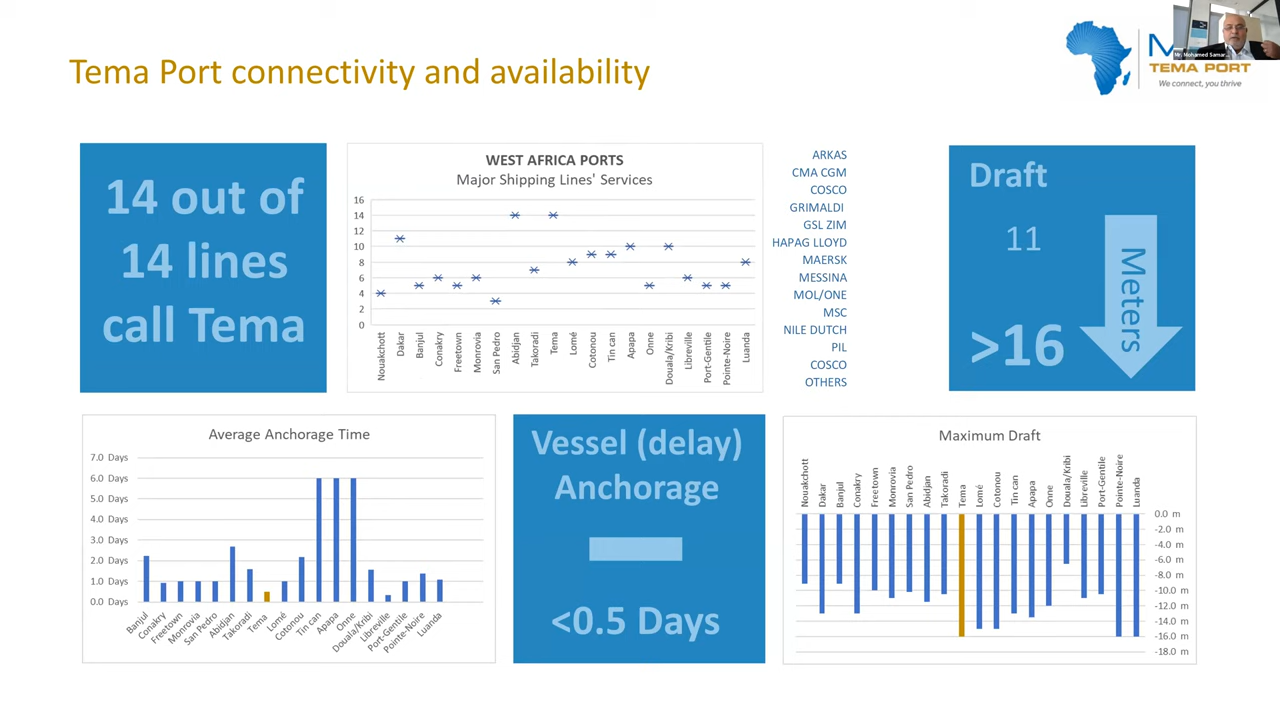 Tema Port connectivity and availability
TEMA PORT
We connect, you thrive
14 out of
14 lines
call Tema
WEST AFRICA PORTS
Major Shipping Lines' Services
16
14
12
10
8
6
4
2
0
Nouakchott
Dakar
Banjul
Conakry
Freetown
Monrovia
San Pedro
Abidjan
Takoradi
Tema
Lomé
Cotonou
Tin can
Apapa
Onne
Douala/Kribi
Libreville
Port-Gentile
Pointe-Noire
Luanda
ARKAS
CMA CGM
COSCO
GRIMALDI
GSL ZIM
HAPAG LLOYD
MAERSK
MESSINA
MOL/ONE
MSC
NILE DUTCH
PIL
COSCO
OTHERS
Draft
11
>16
Meters
Average Anchorage Time
7.0 Days
6.0 Days
5.0 Days
4.0 Days
3.0 Days
2.0 Days
1.0 Days
0.0 Days
Banjul
Conakry
Freetown
Monrovia
San Pedro
Abidjan
Takoradi
Tema
Lomé
Cotonou
Tin can
Apapa
Onne
Douala/Kribi
Libreville
Port-Gentile
Pointe-Noire
Luanda
Vessel (delay)
Anchorage
<0.5 Days
Maximum Draft
Nouakchott
Dakar
Banjul
Conakry
Freetown
Monrovia
San Pedro
Abidjan
Takoradi
Tema
Lomé
Cotonou
Tin can
Apapa
Onne
Douala/Kribi
Libreville
Port-Gentile
Pointe-Noire
Luanda
0.0 m
-2.0 m
-4.0 m
-6.0 m
-8.0 m
-10.0 m
-12.0 m
-14.0 m
-16.0 m
-18.0 m